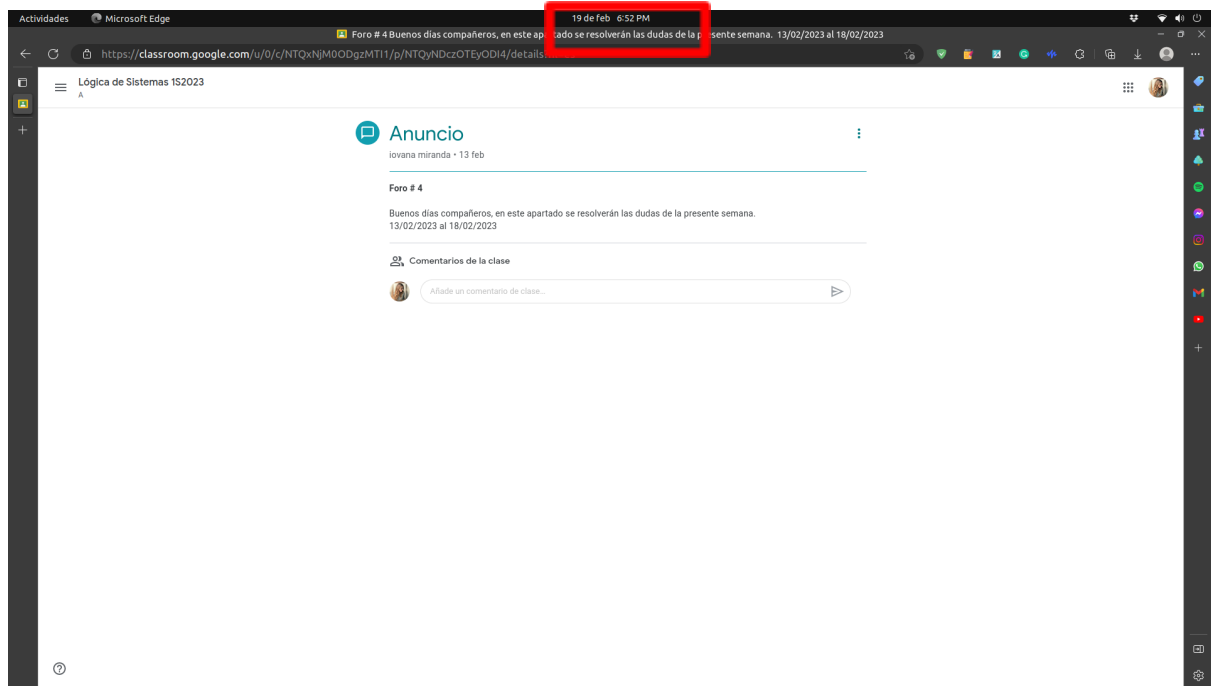 Actividades Microsoft Edge 19 de feb 6:52 PM
Foro # 4 Buenos días compañeros, en este apartado se resolverán las dudas de la presente semana. 13/02/2023 al 18/02/2023
https://classroom.google.com/u/0/c/NTQxNjM0ODgzMTI1/p/NTQyNDczOTEyODI4/details
Lógica de Sistemas 1S2023
A
Anuncio
iovana miranda • 13 feb
Foro # 4
Buenos días compañeros, en este apartado se resolverán las dudas de la presente semana.
13/02/2023 al 18/02/2023
Comentarios de la clase
Añade un comentario de clase...